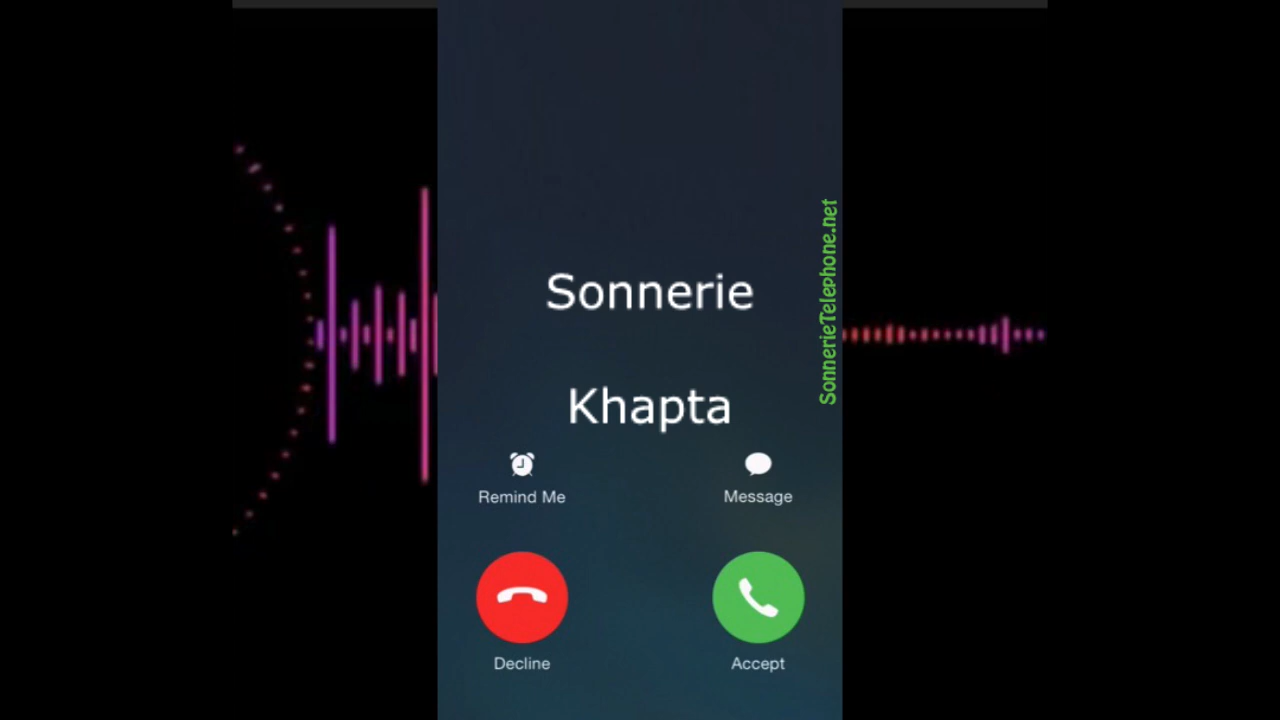 Sonnerie
Khapta
SonnerieTelephone.net
Remind Me
Message
Decline
Accept